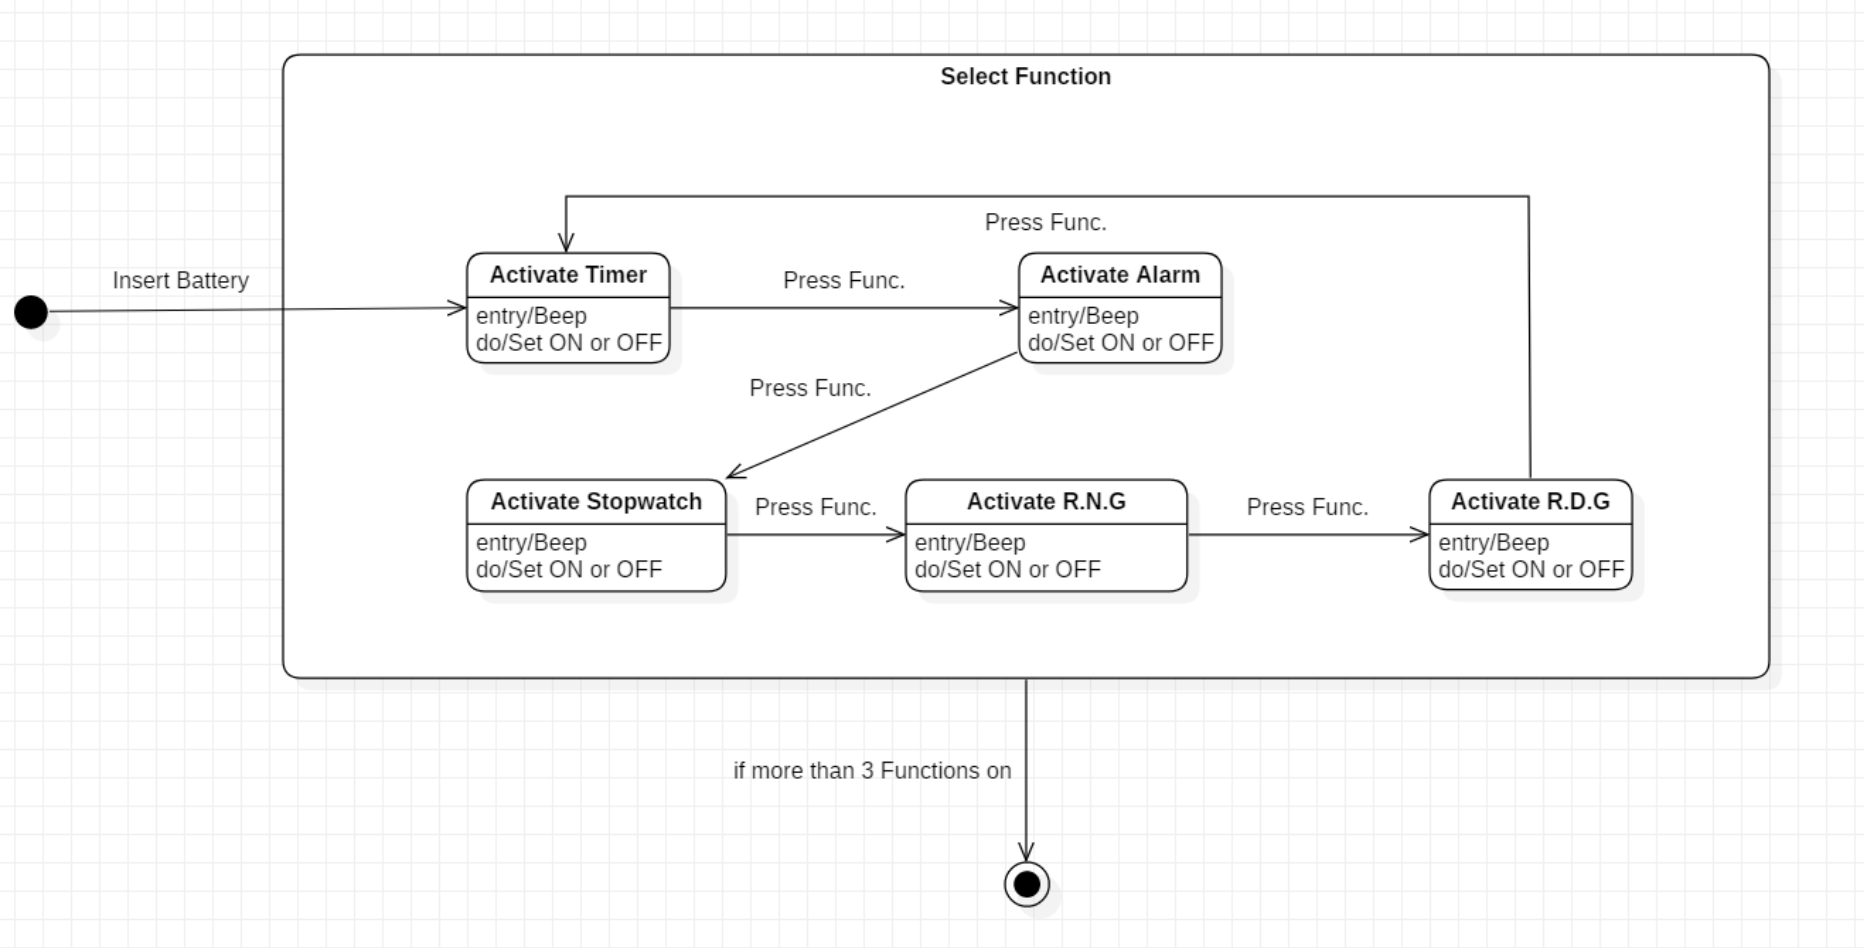 Select Function
Press Func.
Insert Battery
Activate Timer
entry/Beep
do/Set ON or OFF
Press Func.
Activate Alarm
entry/Beep
do/Set ON or OFF
Press Func.
Activate Stopwatch
entry/Beep
do/Set ON or OFF
Press Func.
Activate R.N.G
entry/Beep
do/Set ON or OFF
Press Func.
Activate R.D.G
entry/Beep
do/Set ON or OFF
if more than 3 Functions on